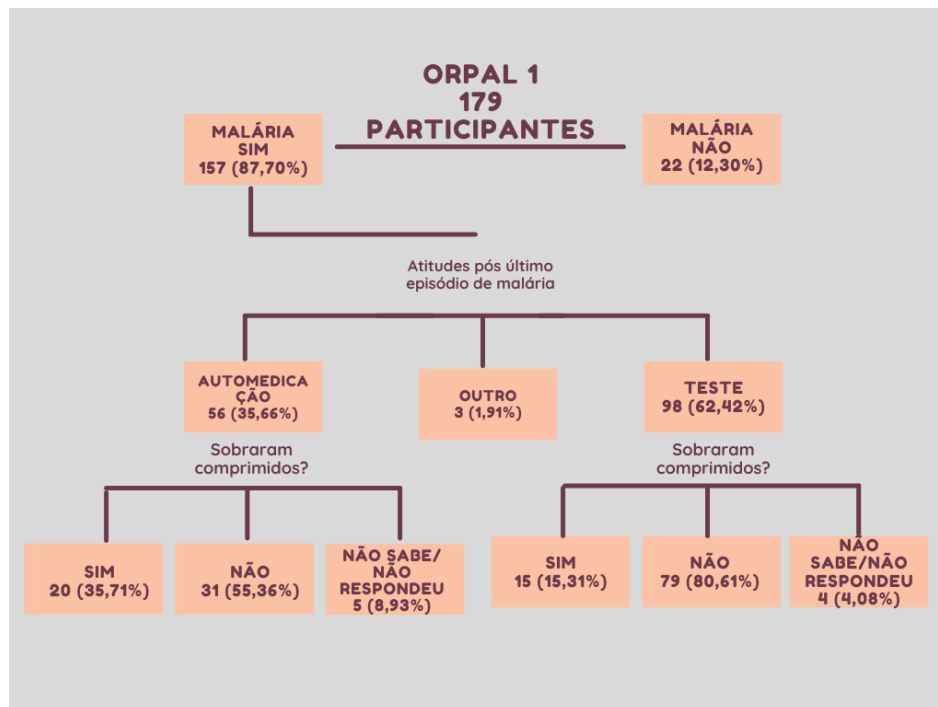 ORPAL 1
179
PARTICIPANTES
MALÁRIA
SIM
157 (87,70%)
MALÁRIA
NÃO
22 (12,30%)
Atitudes pós último
episódio de malária
AUTOMEDICA
ÇÃO
56 (35,66%)
OUTRO
3 (1,91%)
TESTE
98 (62,42%)
Sobraram
comprimidos?
Sobraram
comprimidos?
SIM
20 (35,71%)
NÃO
31 (55,36%)
NÃO SABE/
NÃO
RESPONDEU
5 (8,93%)
SIM
15 (15,31%)
NÃO
79 (80,61%)
NÃO
SABE/NÃO
RESPONDEU
4 (4,08%)